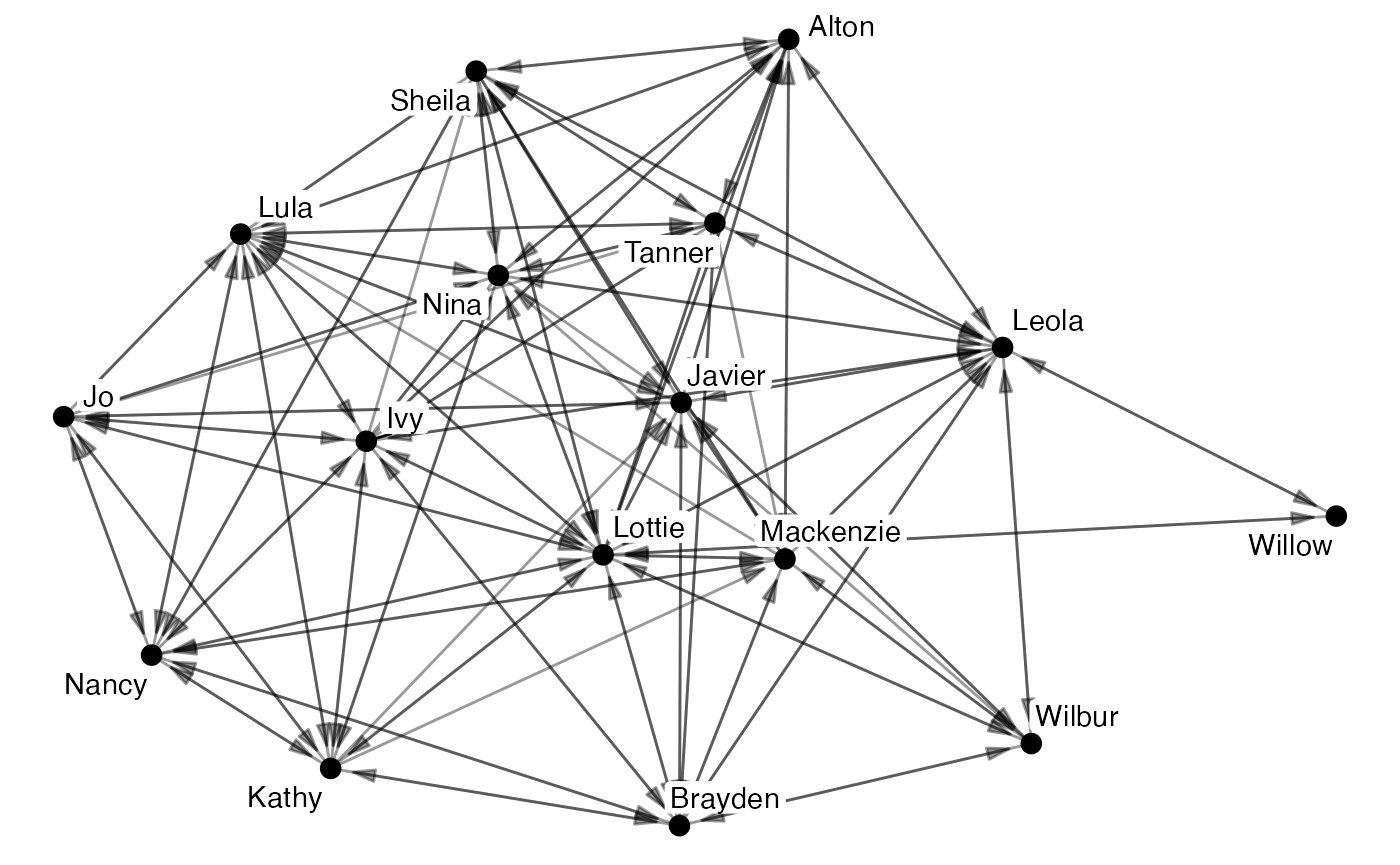 Alton
Sheila
Lula
Tanner
Nina
Leola
Javier
Jo
Ivy
Lottie
Mackenzie
Willow
Nancy
Wilbur
Kathy
Brayden